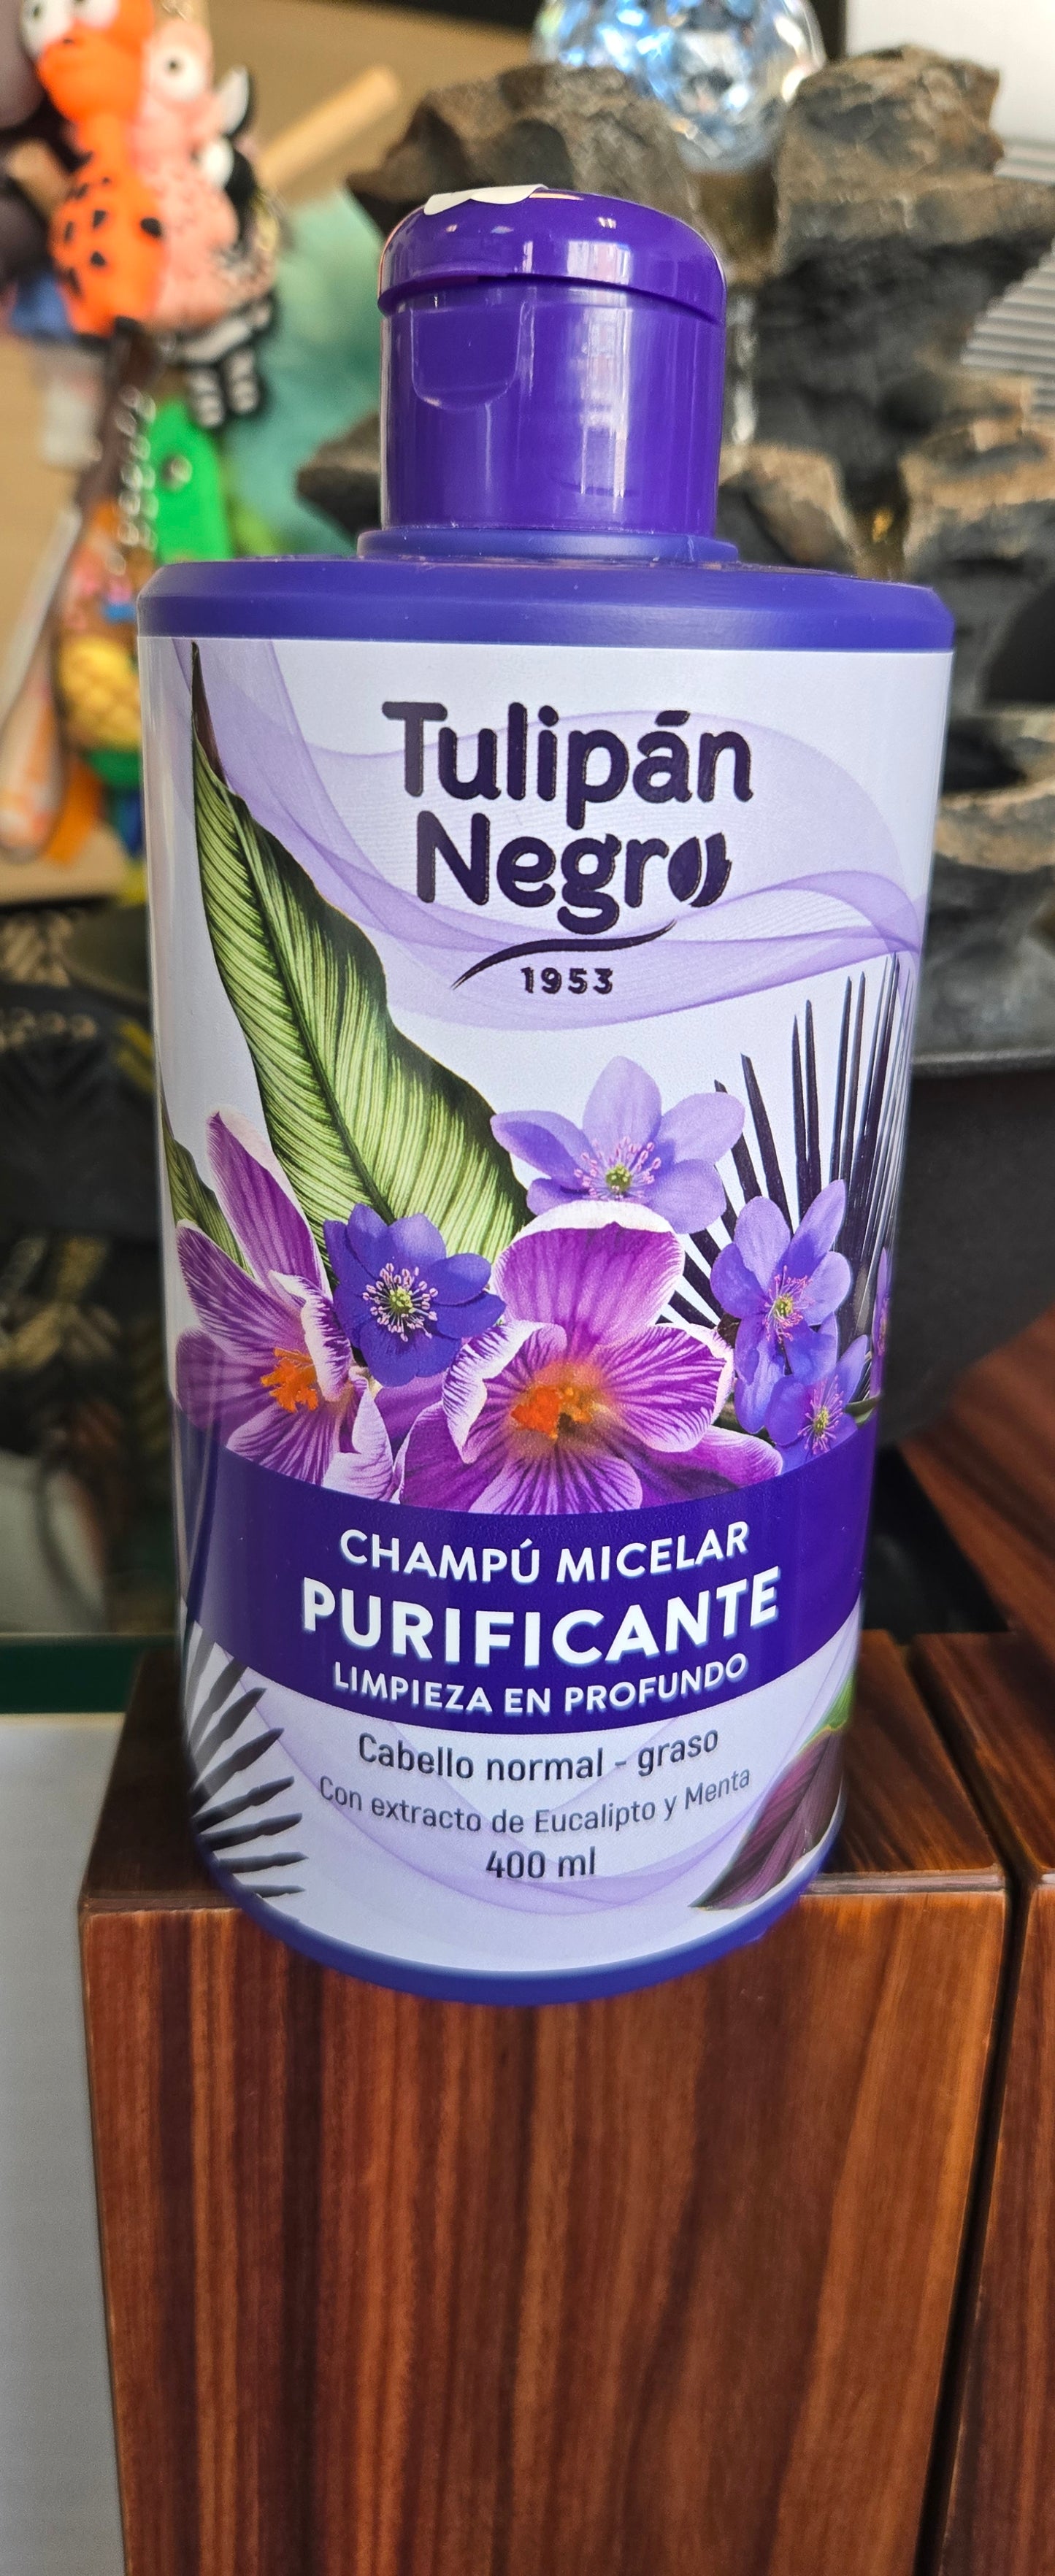 Tulipán
Negro
1953
CHAMPÚ MICELAR
PURIFICANTE
LIMPIEZA EN PROFUNDO
Cabello normal - graso
Con extracto de Eucalipto y Menta
400 ml